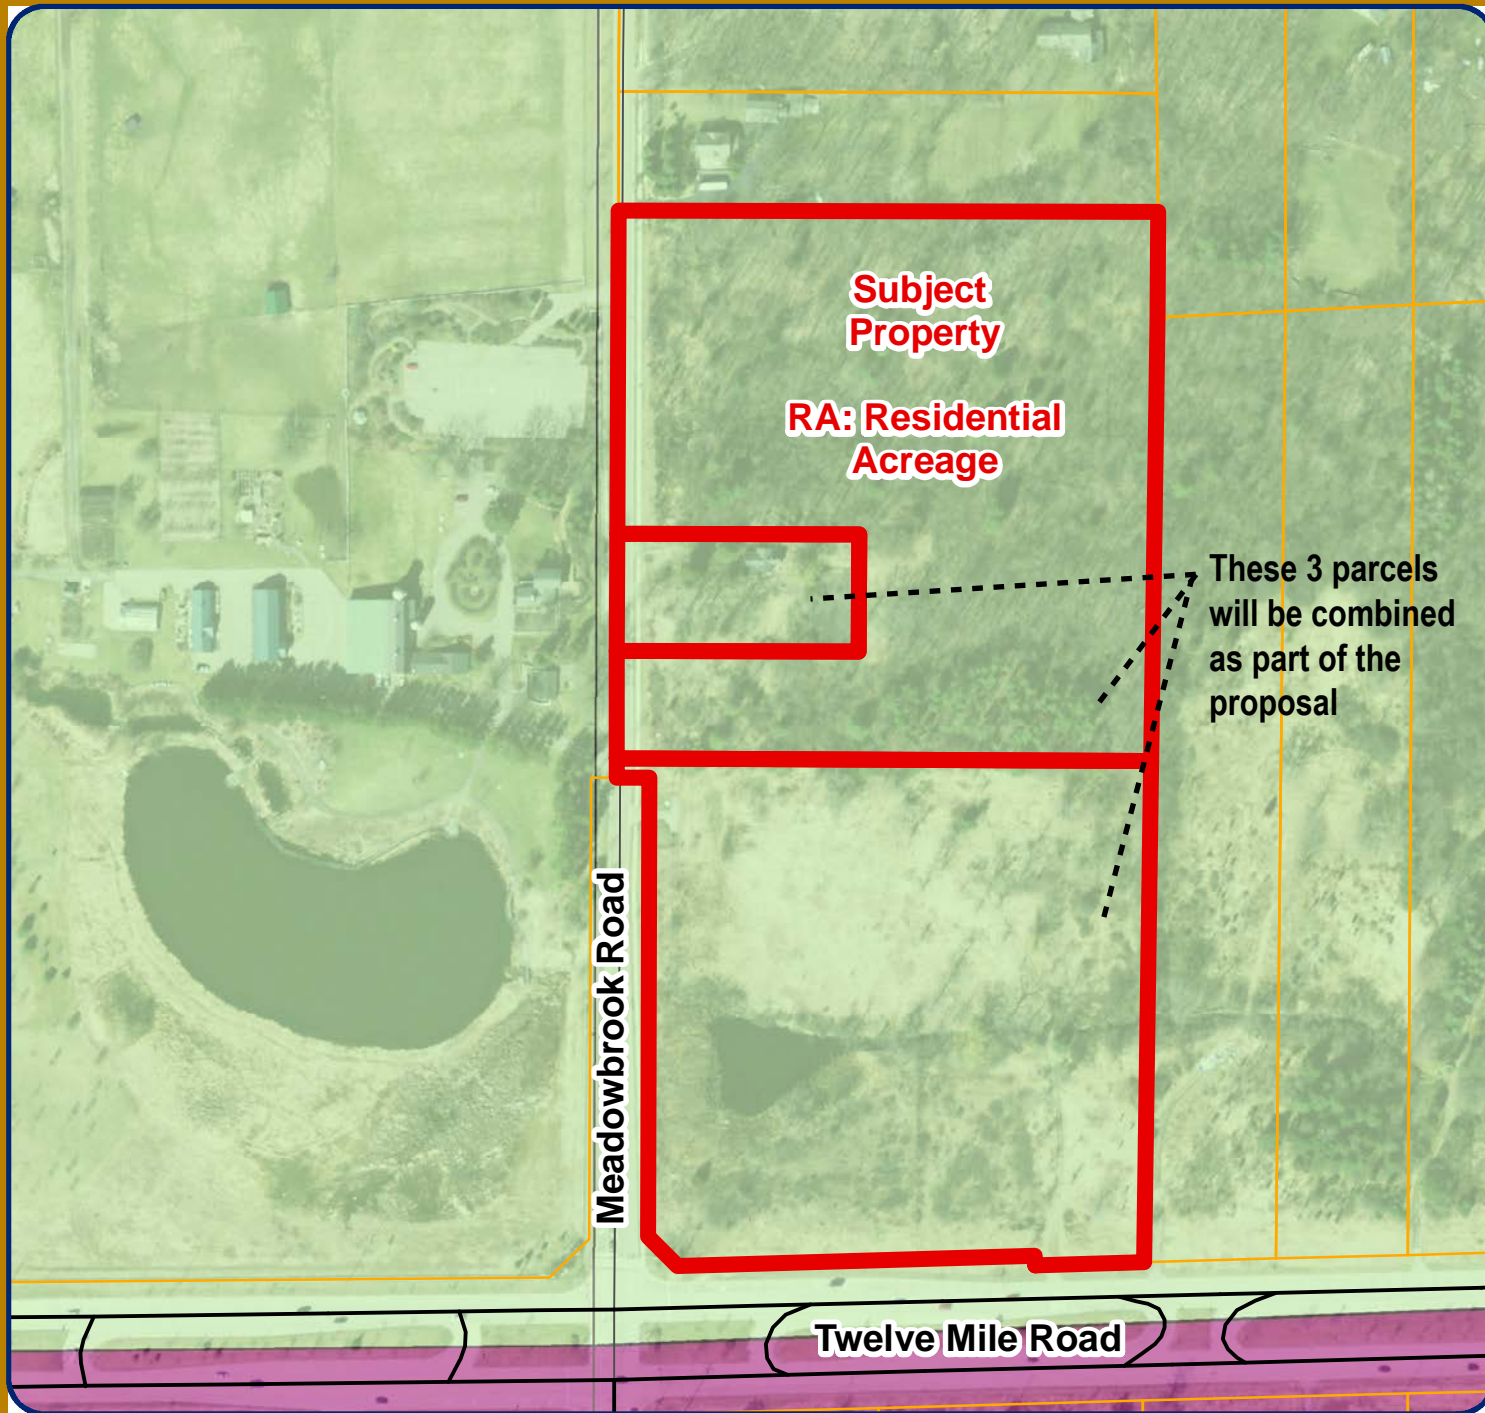 Subject
Property
RA: Residential
Acreage
These 3 parcels
will be combined
as part of the
proposal
Meadowbrook Road
Twelve Mile Road